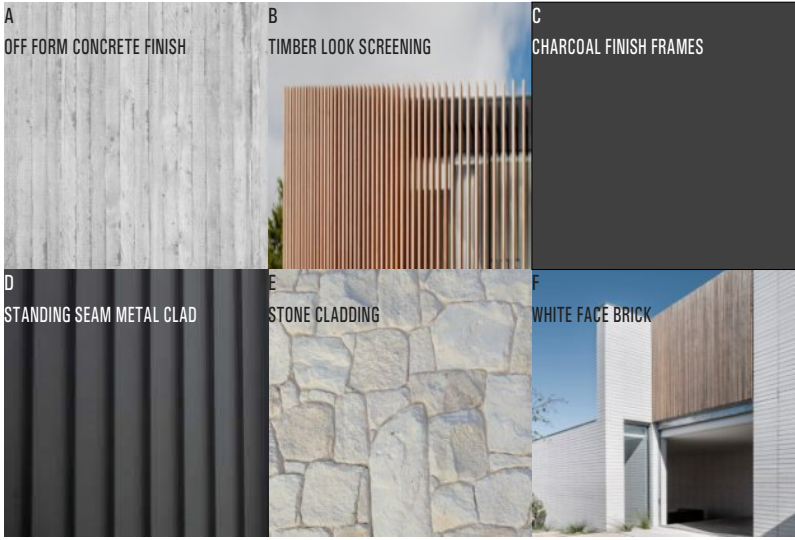 A
OFF FORM CONCRETE FINISH
B
TIMBER LOOK SCREENING
C
CHARCOAL FINISH FRAMES
D
STANDING SEAM METAL CLAD
E
STONE CLADDING
F
WHITE FACE BRICK